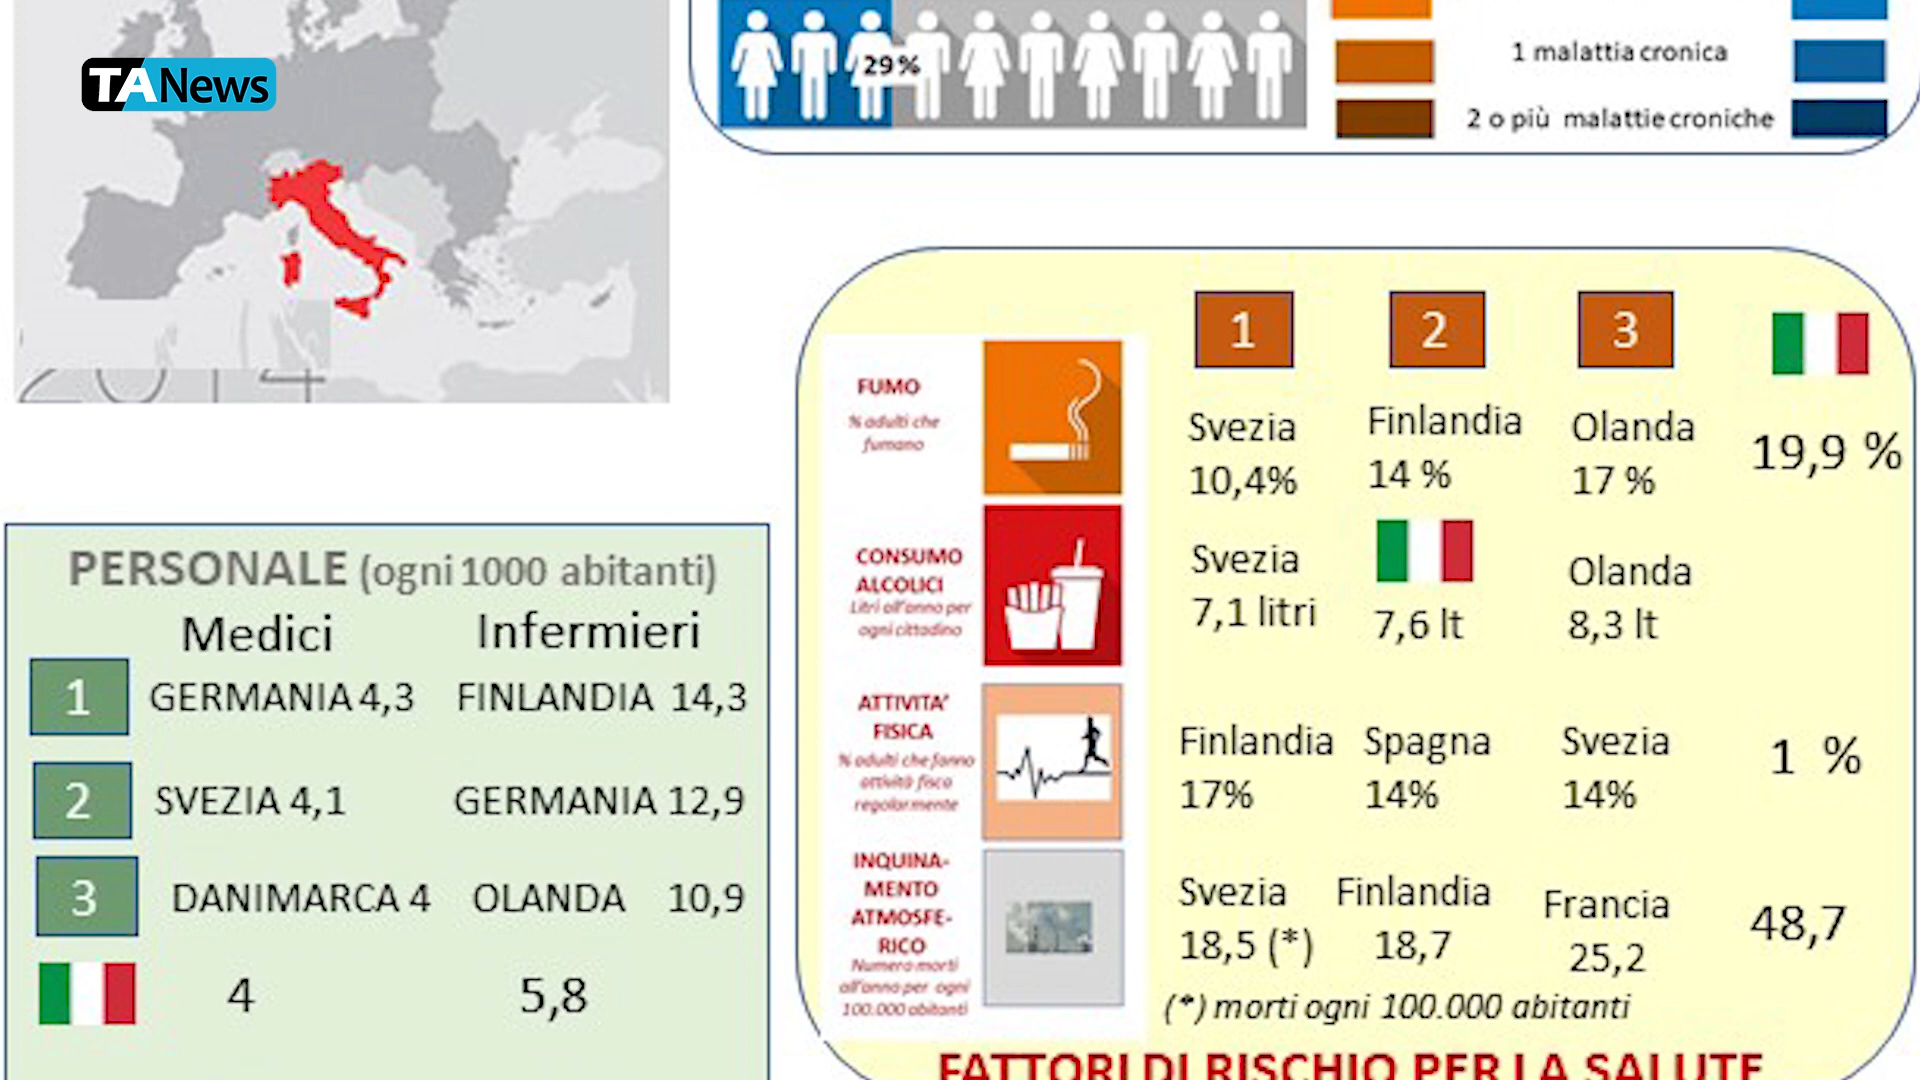 TANews
29%
1 malattia cronica
2 o più malattie croniche
PERSONALE (ogni 1000 abitanti)
Medici Infermieri
1 GERMANIA 4,3 FINLANDIA 14,3
2 SVEZIA 4,1 GERMANIA 12,9
3 DANIMARCA 4 OLANDA 10,9
4 5,8
1 2 3
FUMO
% adulti che
fumano
Svezia Finlandia Olanda
10,4% 14 % 17 % 19,9 %
CONSUMO
ALCOLICI
Litri all'anno per
ogni cittadino
Svezia Olanda
7,1 litri 7,6 lt 8,3 lt
ATTIVITA'
FISICA
% adulti che fanno
attività fisca
regolarmente
Finlandia Spagna Svezia
17% 14% 14% 1 %
INQUINA-
MENTO
ATMOSFE-
RICO
Numero morti
all'anno per ogni
100.000 abitanti
Svezia Finlandia Francia
18,5 (*) 18,7 25,2 48,7
(*) morti ogni 100.000 abitanti
FATTORI DI RISCHIO PER LA SALUTE